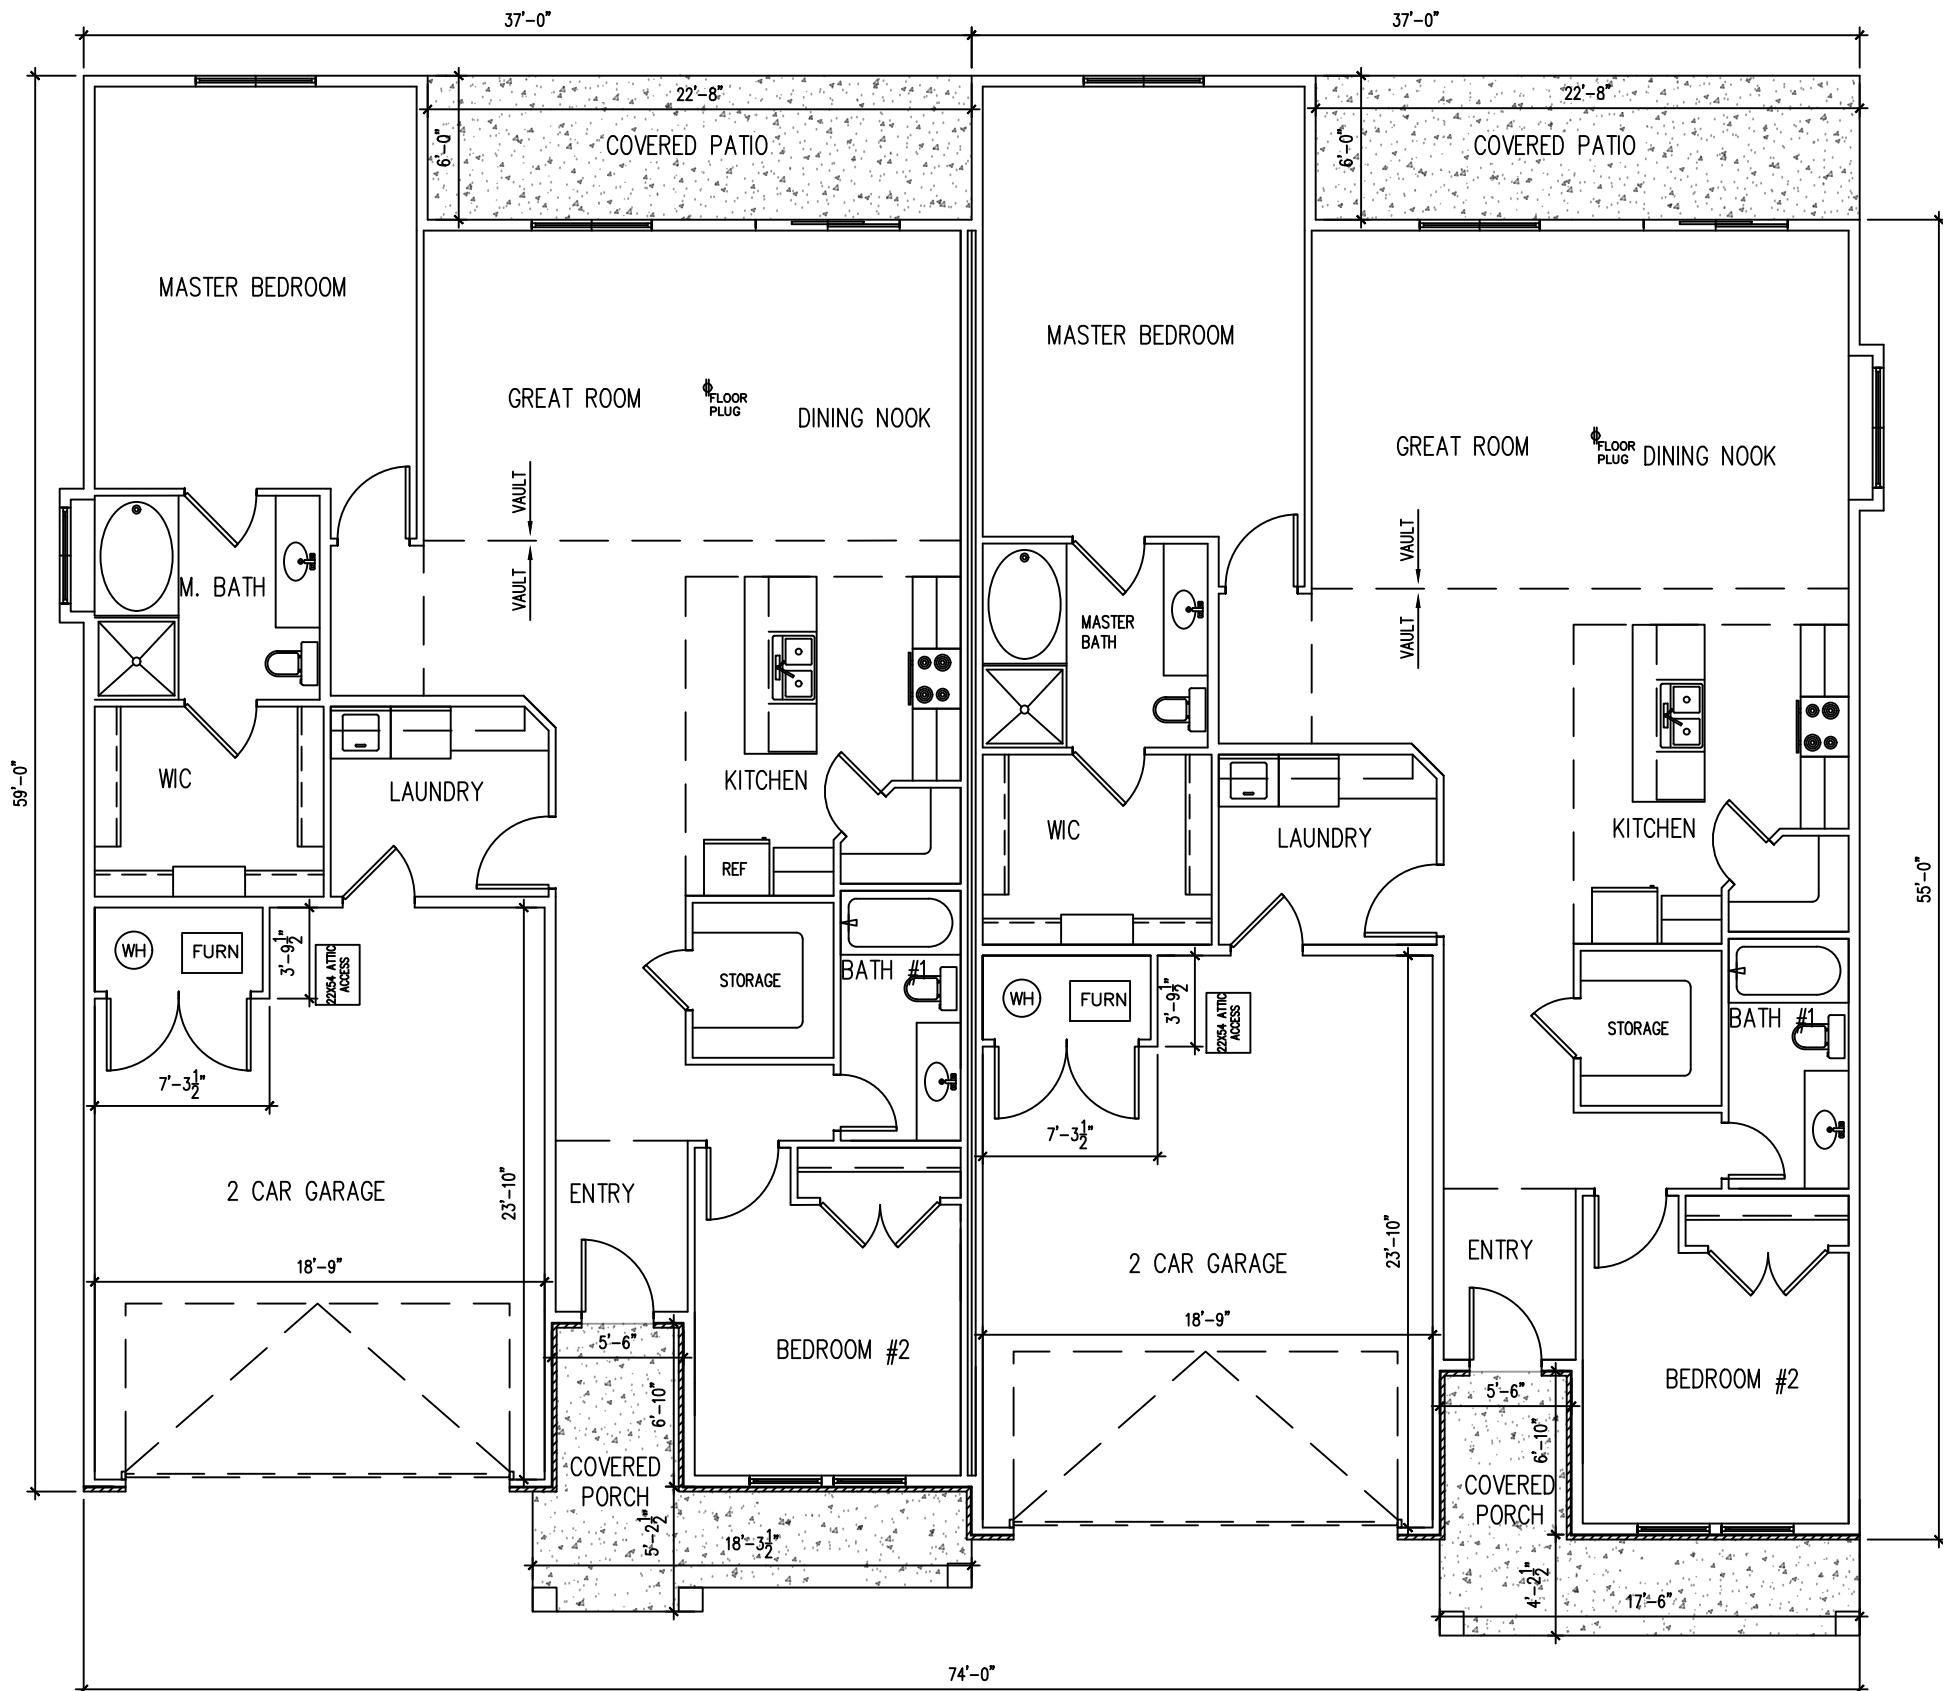 37'-0"
37'-0"
22'-8"
22'-8"
6'-0"
COVERED PATIO
6'-0"
COVERED PATIO
MASTER BEDROOM
MASTER BEDROOM
GREAT ROOM
FLOOR
PLUG
DINING NOOK
GREAT ROOM
FLOOR
PLUG
DINING NOOK
VAULT
VAULT
VAULT
VAULT
M. BATH
MASTER
BATH
59'-0"
WIC
LAUNDRY
KITCHEN
WIC
LAUNDRY
KITCHEN
REF
55'-0"
WH
FURN
3'-9 1/2"
22X54 ATTIC
ACCESS
STORAGE
BATH #1
WH
FURN
3'-9 1/2"
22X54 ATTIC
ACCESS
STORAGE
BATH #1
7'-3 1/2"
7'-3 1/2"
2 CAR GARAGE
23'-10"
ENTRY
2 CAR GARAGE
23'-10"
ENTRY
18'-9"
18'-9"
5'-6"
BEDROOM #2
5'-6"
BEDROOM #2
6'-10"
6'-10"
COVERED
PORCH
COVERED
PORCH
5'-2 1/2"
18'-3 1/2"
4'-2 1/2"
17'-6"
74'-0"